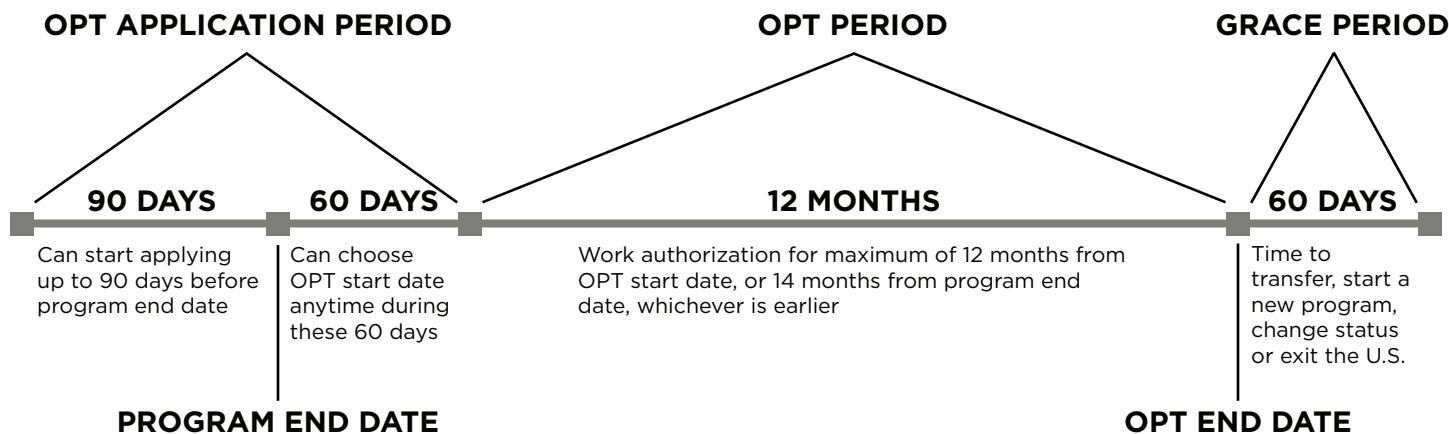 OPT APPLICATION PERIOD
OPT PERIOD
GRACE PERIOD
90 DAYS
60 DAYS
12 MONTHS
60 DAYS
Can start applying
up to 90 days before
program end date
Can choose
OPT start date
anytime during
these 60 days
Work authorization for maximum of 12 months from
OPT start date, or 14 months from program end
date, whichever is earlier
Time to
transfer, start a
new program,
change status
or exit the U.S.
PROGRAM END DATE
OPT END DATE